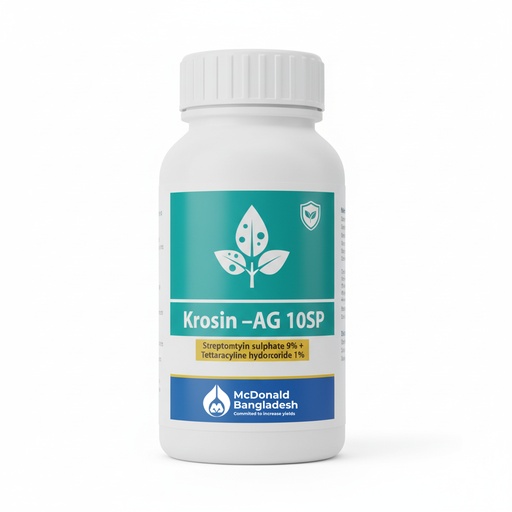 Krosin –AG 10SP
Streptomtyin sulphate 9% +
Tettaracyline hydorcoride 1%
McDonald
Bangladesh
Commited to increase yields